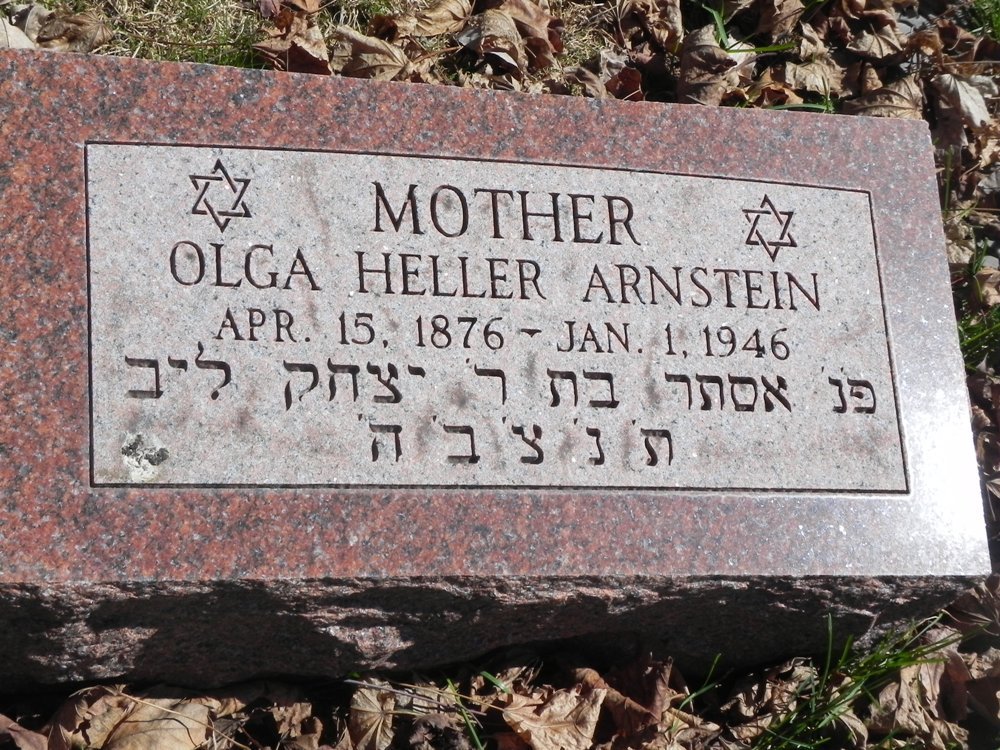 MOTHER
OLGA HELLER ARNSTEIN
APR. 15, 1876 - JAN. 1, 1946
פ'נ' אסתר בת ר' יצחק ליב
ת'נ'צ'ב'ה'